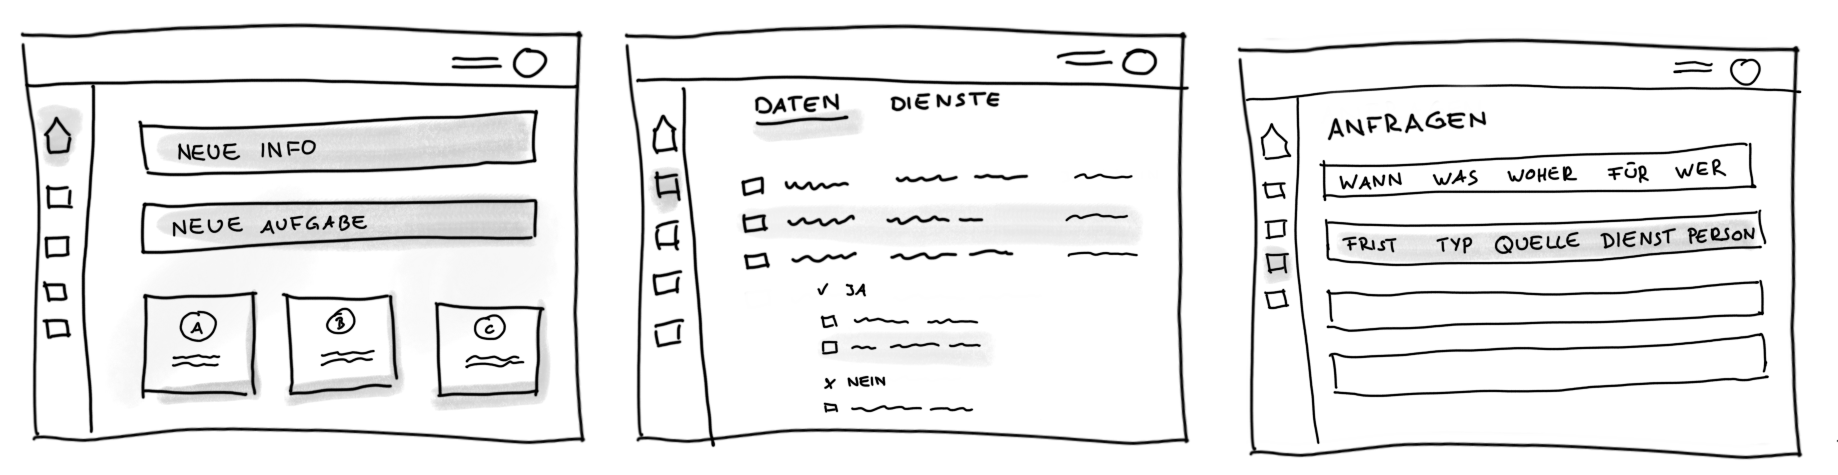 NEUE INFO
NEUE AUFGABE
A B C
DATEN DIENSTE
✓ JA
x NEIN
ANFRAGEN
WANN WAS WOHER FÜR WER
FRIST TYP QUELLE DIENST PERSON